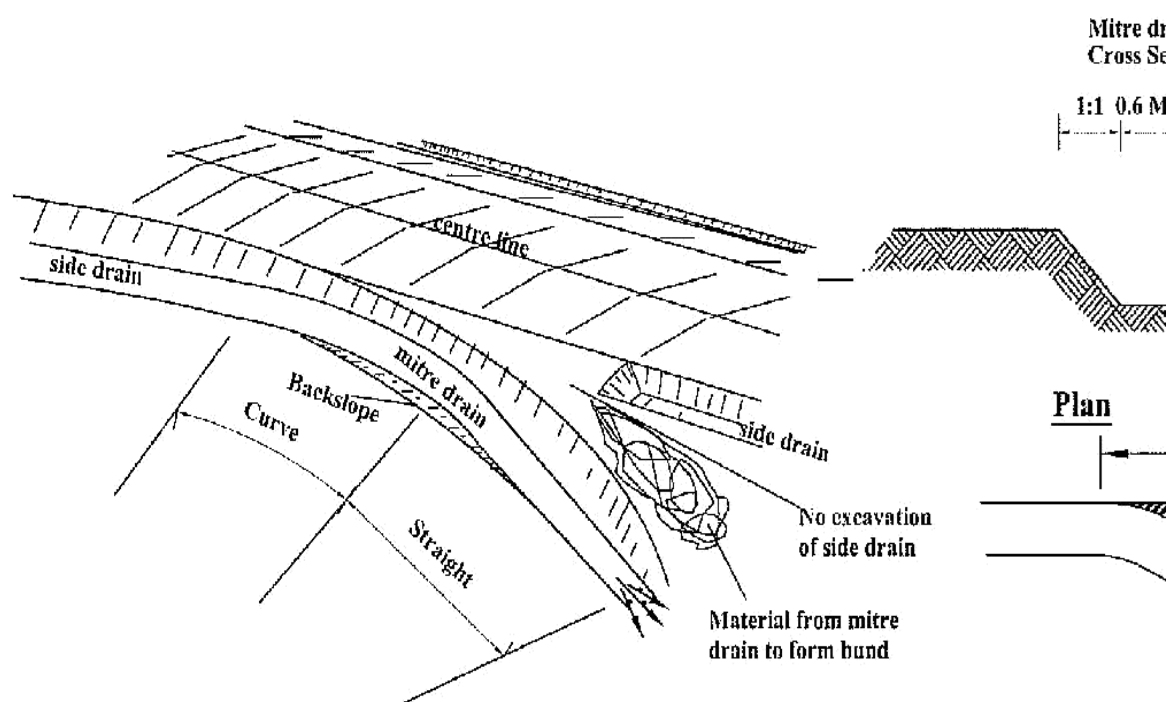 Mitre dr
Cross Se
1:1 0.6 M
centre line
side drain
mitre drain
Backslope
Curve
Straight
side drain
Plan
No excavation
of side drain
Material from mitre
drain to form bund